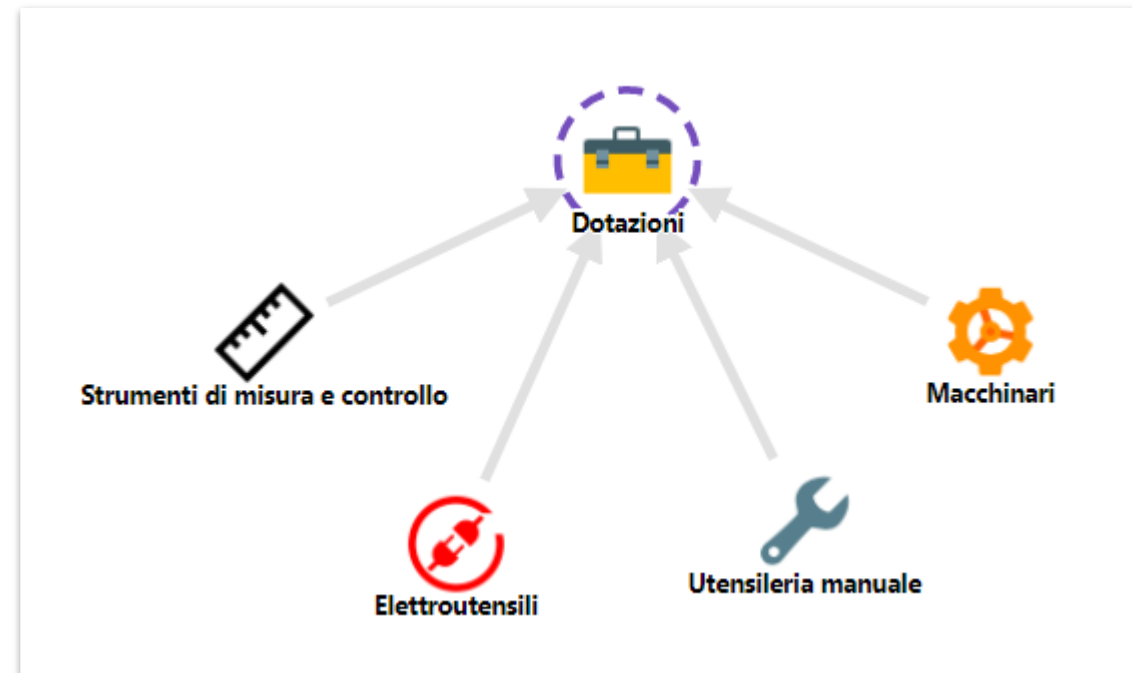 Dotazioni
Strumenti di misura e controllo
Macchinari
Elettroutensili
Utensileria manuale